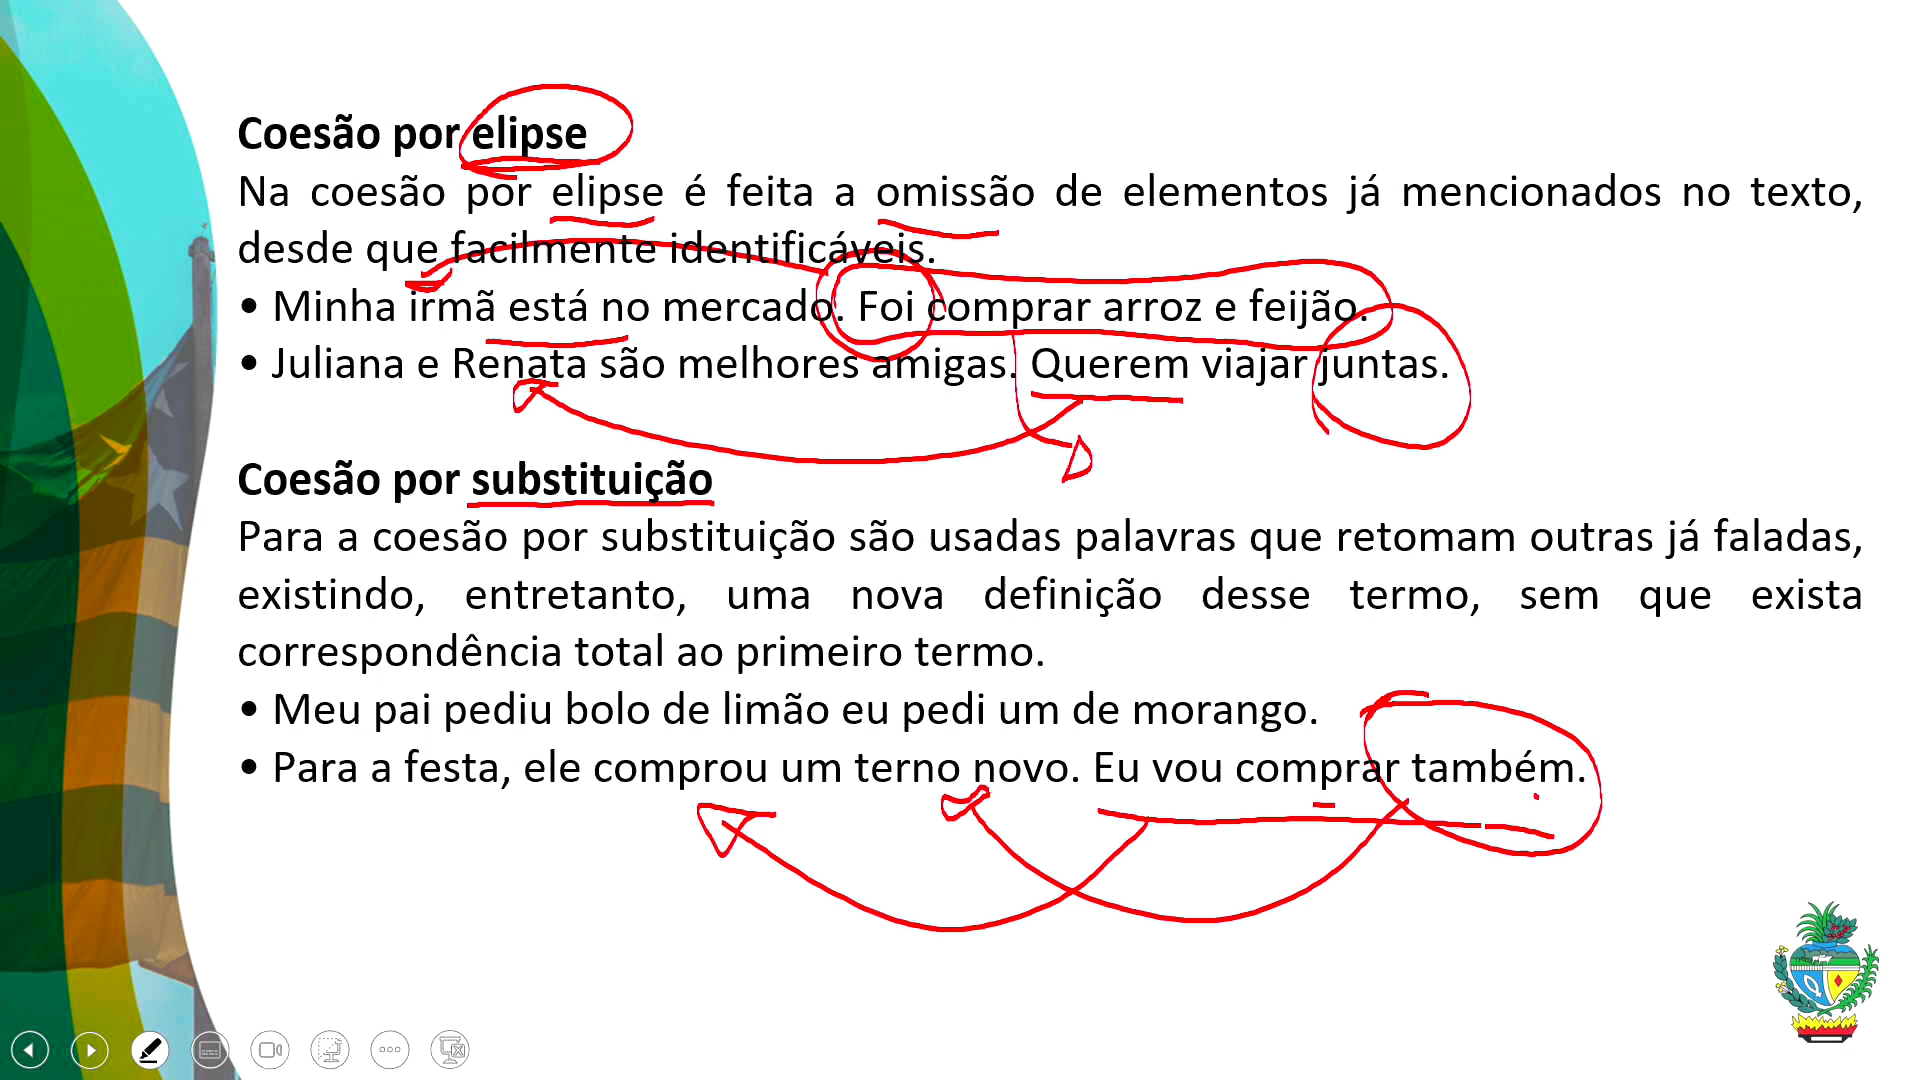 Coesão por elipse
Na coesão por elipse é feita a omissão de elementos já mencionados no texto,
desde que facilmente identificáveis.
• Minha irmã está no mercado. Foi comprar arroz e feijão.
• Juliana e Renata são melhores amigas. Querem viajar juntas.
Coesão por substituição
Para a coesão por substituição são usadas palavras que retomam outras já faladas,
existindo, entretanto, uma nova definição desse termo, sem que exista
correspondência total ao primeiro termo.
• Meu pai pediu bolo de limão eu pedi um de morango.
• Para a festa, ele comprou um terno novo. Eu vou comprar também.